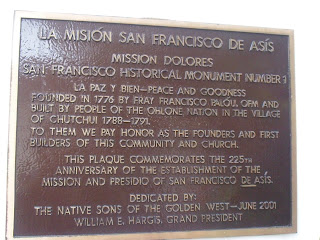 LA MISIÓN SAN FRANCISCO DE ASÍS
MISSION DOLORES
SAN FRANCISCO HISTORICAL MONUMENT NUMBER 1
LA PAZ Y BIEN—PEACE AND GOODNESS
FOUNDED IN 1776 BY FRAY FRANCISCO PALÓU, OFM AND
BUILT BY PEOPLE OF THE OHLONE NATION IN THE VILLAGE
OF CHUTCHUI 1788–1791.
TO THEM WE PAY HONOR AS THE FOUNDERS AND FIRST
BUILDERS OF THIS COMMUNITY AND CHURCH.
THIS PLAQUE COMMEMORATES THE 225TH
ANNIVERSARY OF THE ESTABLISHMENT OF THE
MISSION AND PRESIDIO OF SAN FRANCISCO DE ASÍS.
DEDICATED BY:
THE NATIVE SONS OF THE GOLDEN WEST—JUNE 2001
WILLIAM E. HARGIS, GRAND PRESIDENT